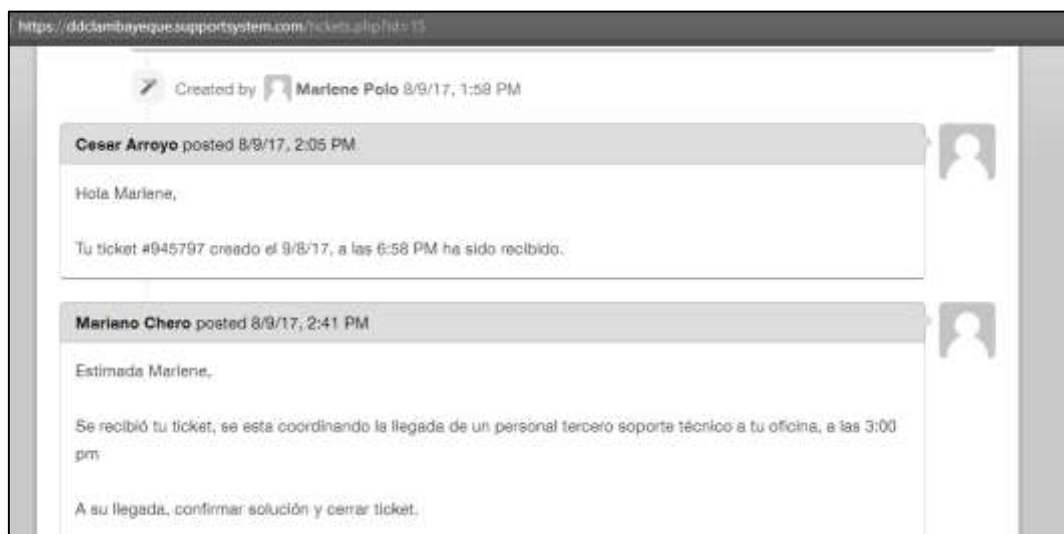 https://ddclambayeque.supportsystem.com/tickets.php?id=15
Created by Marlene Polo 8/9/17, 1:58 PM
Cesar Arroyo posted 8/9/17, 2:05 PM
Hola Marlene,
Tu ticket #945797 creado el 9/8/17, a las 6:58 PM ha sido recibido.
Mariano Chero posted 8/9/17, 2:41 PM
Estimada Marlene,
Se recibió tu ticket, se esta coordinando la llegada de un personal tercero soporte técnico a tu oficina, a las 3:00
pm
A su llegada, confirmar solución y cerrar ticket.